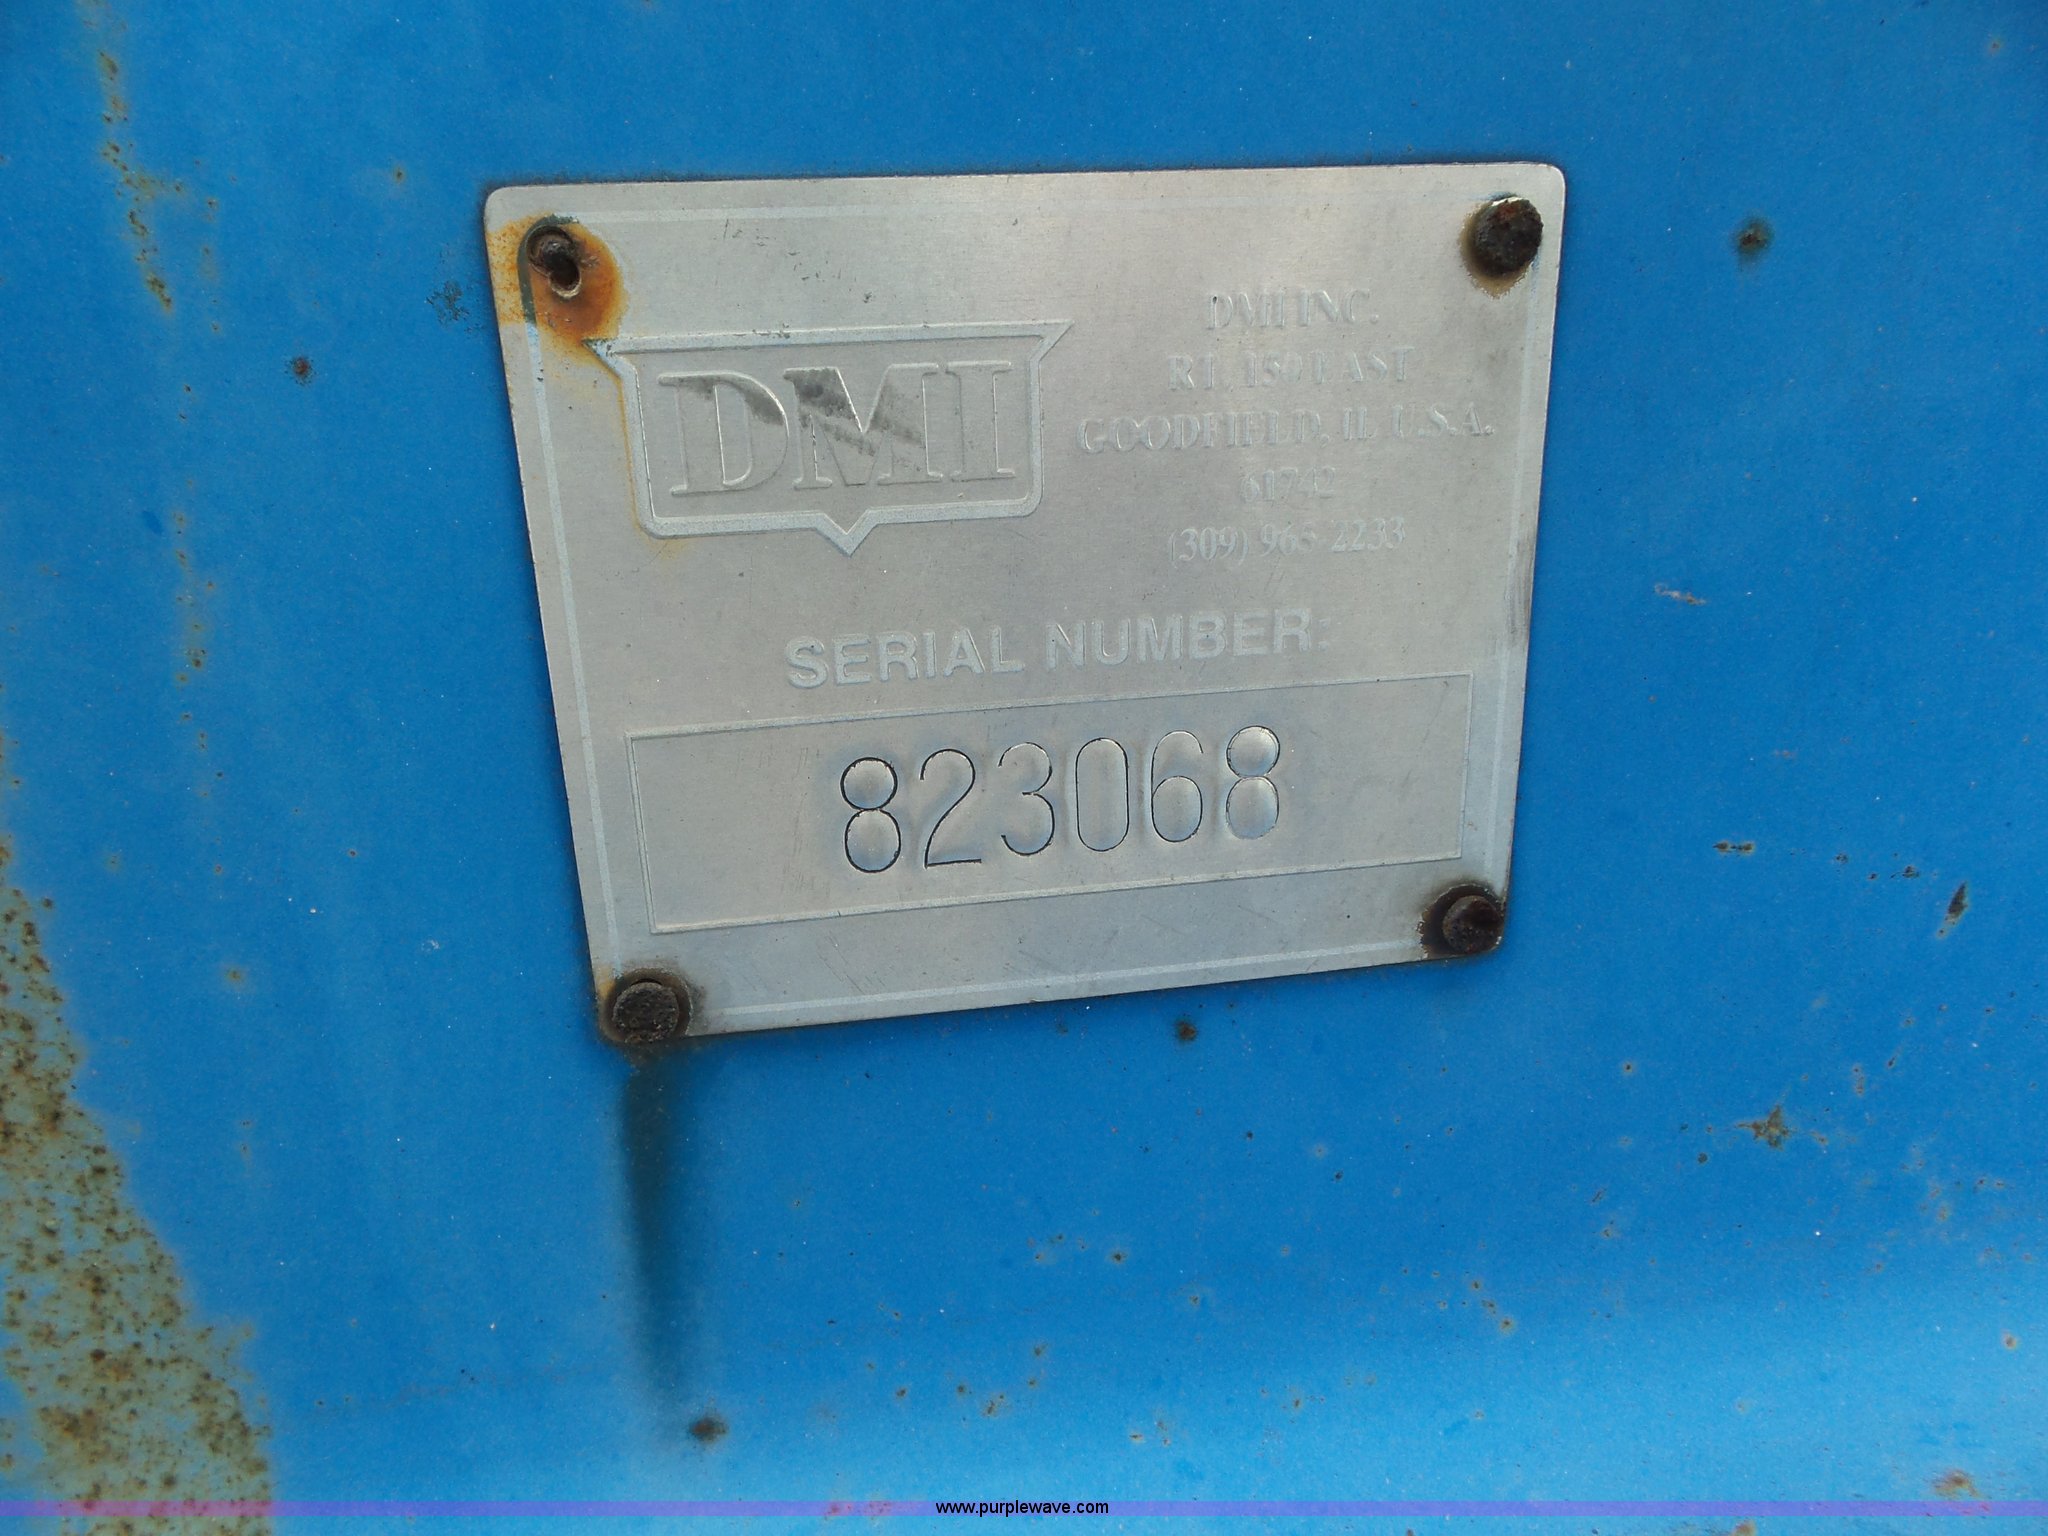 DMI
DMI INC.
RT. 150 EAST
GOODFIELD, IL U.S.A.
61742
(309) 965-2233
SERIAL NUMBER:
823068
www.purplewave.com